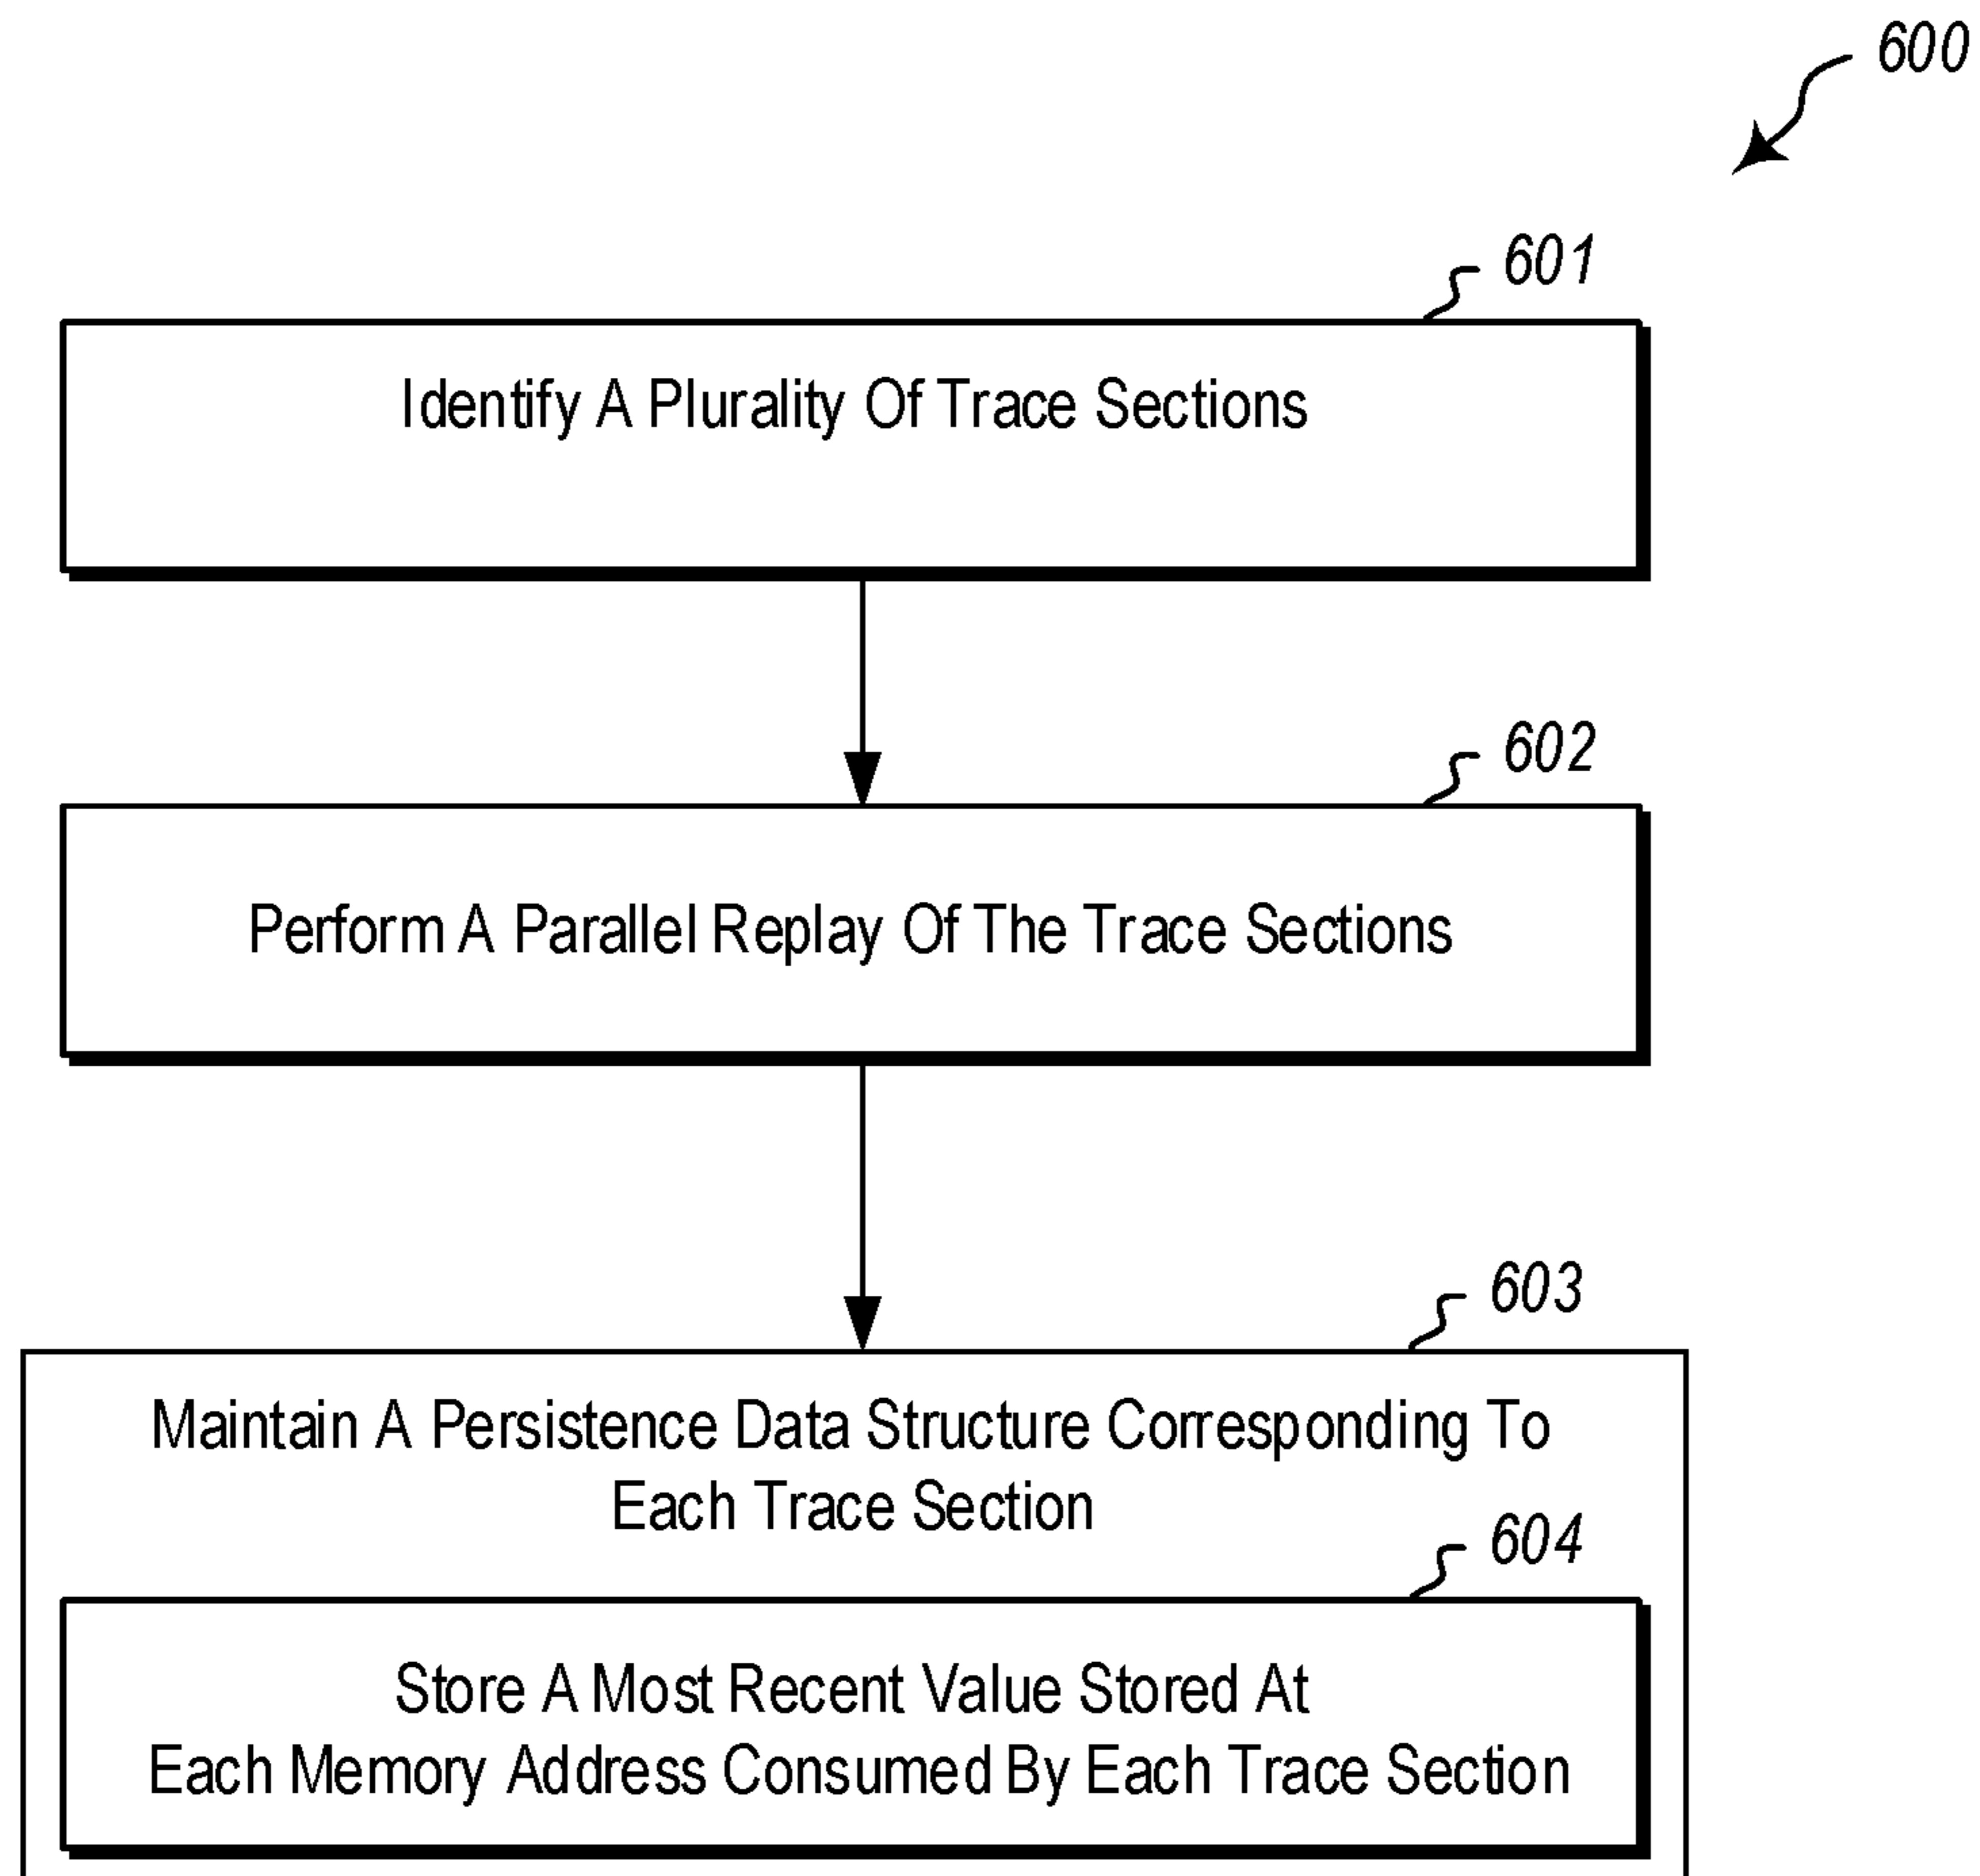 600
601
Identify A Plurality Of Trace Sections
602
Perform A Parallel Replay Of The Trace Sections
603
Maintain A Persistence Data Structure Corresponding To
Each Trace Section
604
Store A Most Recent Value Stored At
Each Memory Address Consumed By Each Trace Section